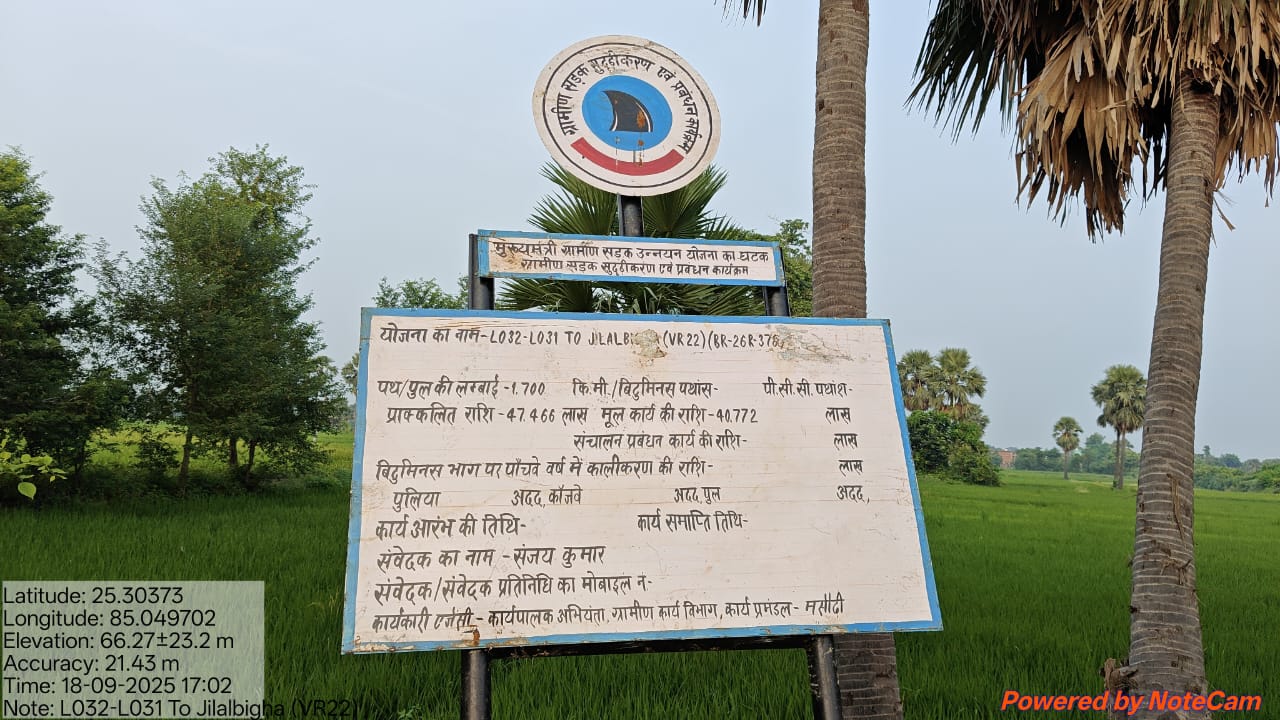 ग्रामीण सड़क सुदृढीकरण एवं प्रबंधन कार्यक्रम
मुख्यमंत्री ग्रामीण सड़क उन्नयन योजना का घटक
ग्रामीण सड़क सुदृढीकरण एवं प्रबंधन कार्यक्रम
योजना का नाम-L032-L031 TO (VR22)(BR-26R-378
पथ/पुल की लम्बाई -1.700 कि.मी./बिटुमिनस पथांस- पी.सी.सी. पथांश-
प्राक्कलित राशि -47.466 लास मूल कार्य की राशि-40.772 लास
संचालन प्रबंधन कार्य की राशि- लास
बिटुमिनस भाग पर पाँचवे वर्ष में कालीकरण की राशि- लास
पुलिया अदद, कॉजवे अदद, पुल अदद,
कार्य आरंभ की तिथि- कार्य समाप्ति तिथि-
संवेदक का नाम - संजय कुमार
संवेदक/संवेदक प्रतिनिधि का मोबाइल नं-
कार्यकारी एजेंसी - कार्यपालक अभियंता, ग्रामीण कार्य विभाग, कार्य प्रमंडल- मसौढी
Latitude: 25.30373
Longitude: 85.049702
Elevation: 66.27±23.2 m
Accuracy: 21.43 m
Time: 18-09-2025 17:02
Note: L032-L031 To Jilalbigha (VR22)
Powered by NoteCam